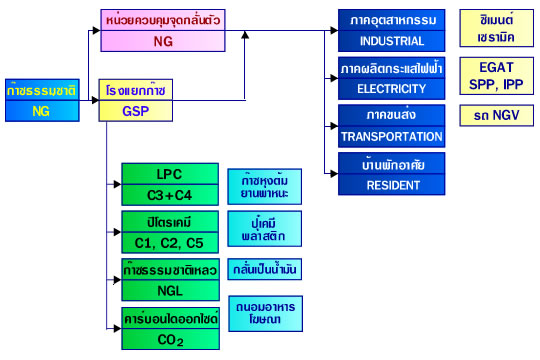 หน่วยควบคุมจุดกลั่นตัว
NG
ก๊าซธรรมชาติ
NG
โรงแยกก๊าซ
GSP
ภาคอุตสาหกรรม
INDUSTRIAL
ซิเมนต์
เซรามิค
ภาคผลิตกระแสไฟฟ้า
ELECTRICITY
EGAT
SPP, IPP
ภาคขนส่ง
TRANSPORTATION
รถ NGV
บ้านพักอาศัย
RESIDENT
LPC
C3+C4
ก๊าซหุงต้ม
ยานพาหนะ
ปิโตรเคมี
C1, C2, C5
ปุ๋ยเคมี
พลาสติก
ก๊าซธรรมชาติเหลว
NGL
กลั่นเป็นน้ำมัน
คาร์บอนไดออกไซด์
CO₂
ถนอมอาหาร
โฆษณา